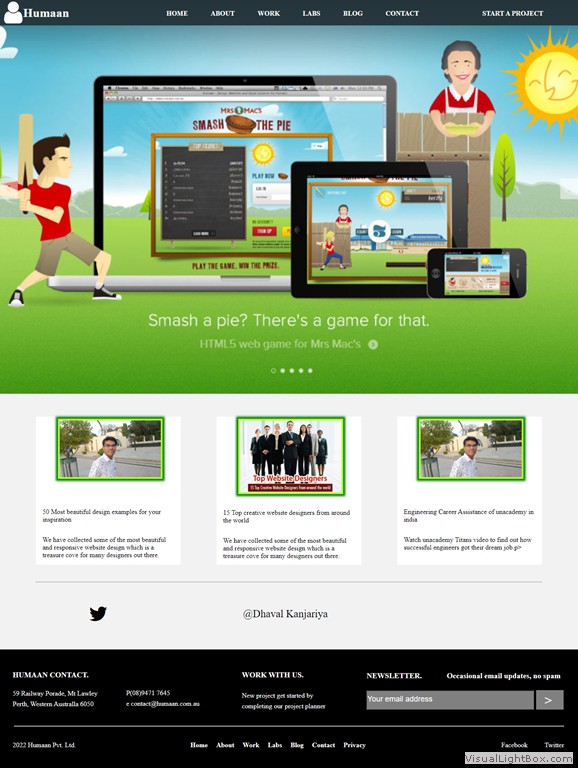 Humaan
HOME ABOUT WORK LABS BLOG CONTACT START A PROJECT
MRS MAC'S
SMASH THE PIE
TOP SCORES
PLAY NOW
LOG IN
SIGN UP
PLAY THE GAME. WIN THE PRIZE.
Smash a pie? There's a game for that.
HTML5 web game for Mrs Mac's
Top Website Designers
15 Top Creative Website Designers from around the world
50 Most beautiful design examples for your
inspiration
We have collected some of the most beautiful
and responsive website design which is a
treasure cove for many designers out there.
15 Top creative website designers from around
the world
We have collected some of the most beautiful
and responsive website design which is a
treasure cove for many designers out there.
Engineering Career Assistance of unacademy in
india
Watch unacademy Titans video to find out how
successful engineers got their dream job.p>
@Dhaval Kanjariya
HUMAAN CONTACT.
59 Railway Porade, Mt Lawley
Perth, Western Australla 6050
P(08)9471 7645
e contact@humaan.com.au
WORK WITH US.
New project get started by
completing our project planner
NEWSLETTER. Occasional email updates, no spam
Your email address >
2022 Humaan Pvt. Ltd. Home About Work Labs Blog Contact Privacy Facebook Twitter
VisualLightBox.com